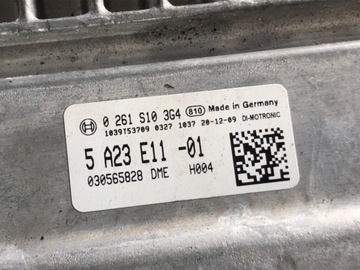 0 261 S10 3G4 810 Made in Germany
1039T53709 0327 1037 20-12-09 DI-MOTRONIC
5 A23 E11 -01
030565828 DME H004